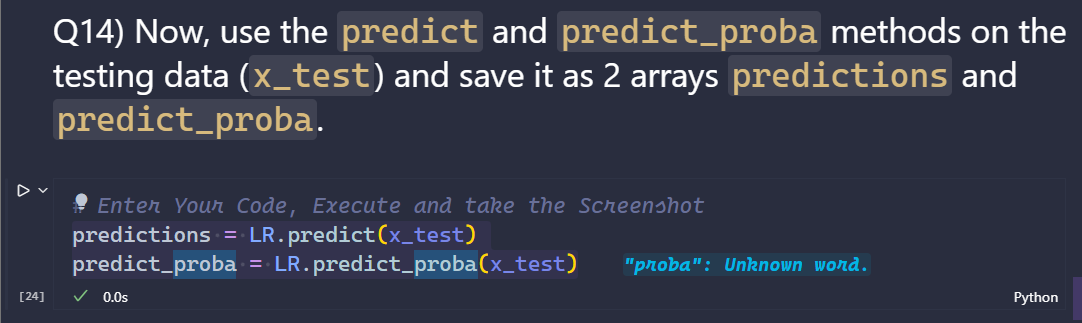 Q14) Now, use the predict and predict_proba methods on the
testing data (x_test) and save it as 2 arrays predictions and
predict_proba.
# Enter Your Code, Execute and take the Screenshot
predictions = LR.predict(x_test)
predict_proba = LR.predict_proba(x_test) "proba": Unknown word.
[24] ✓ 0.0s Python